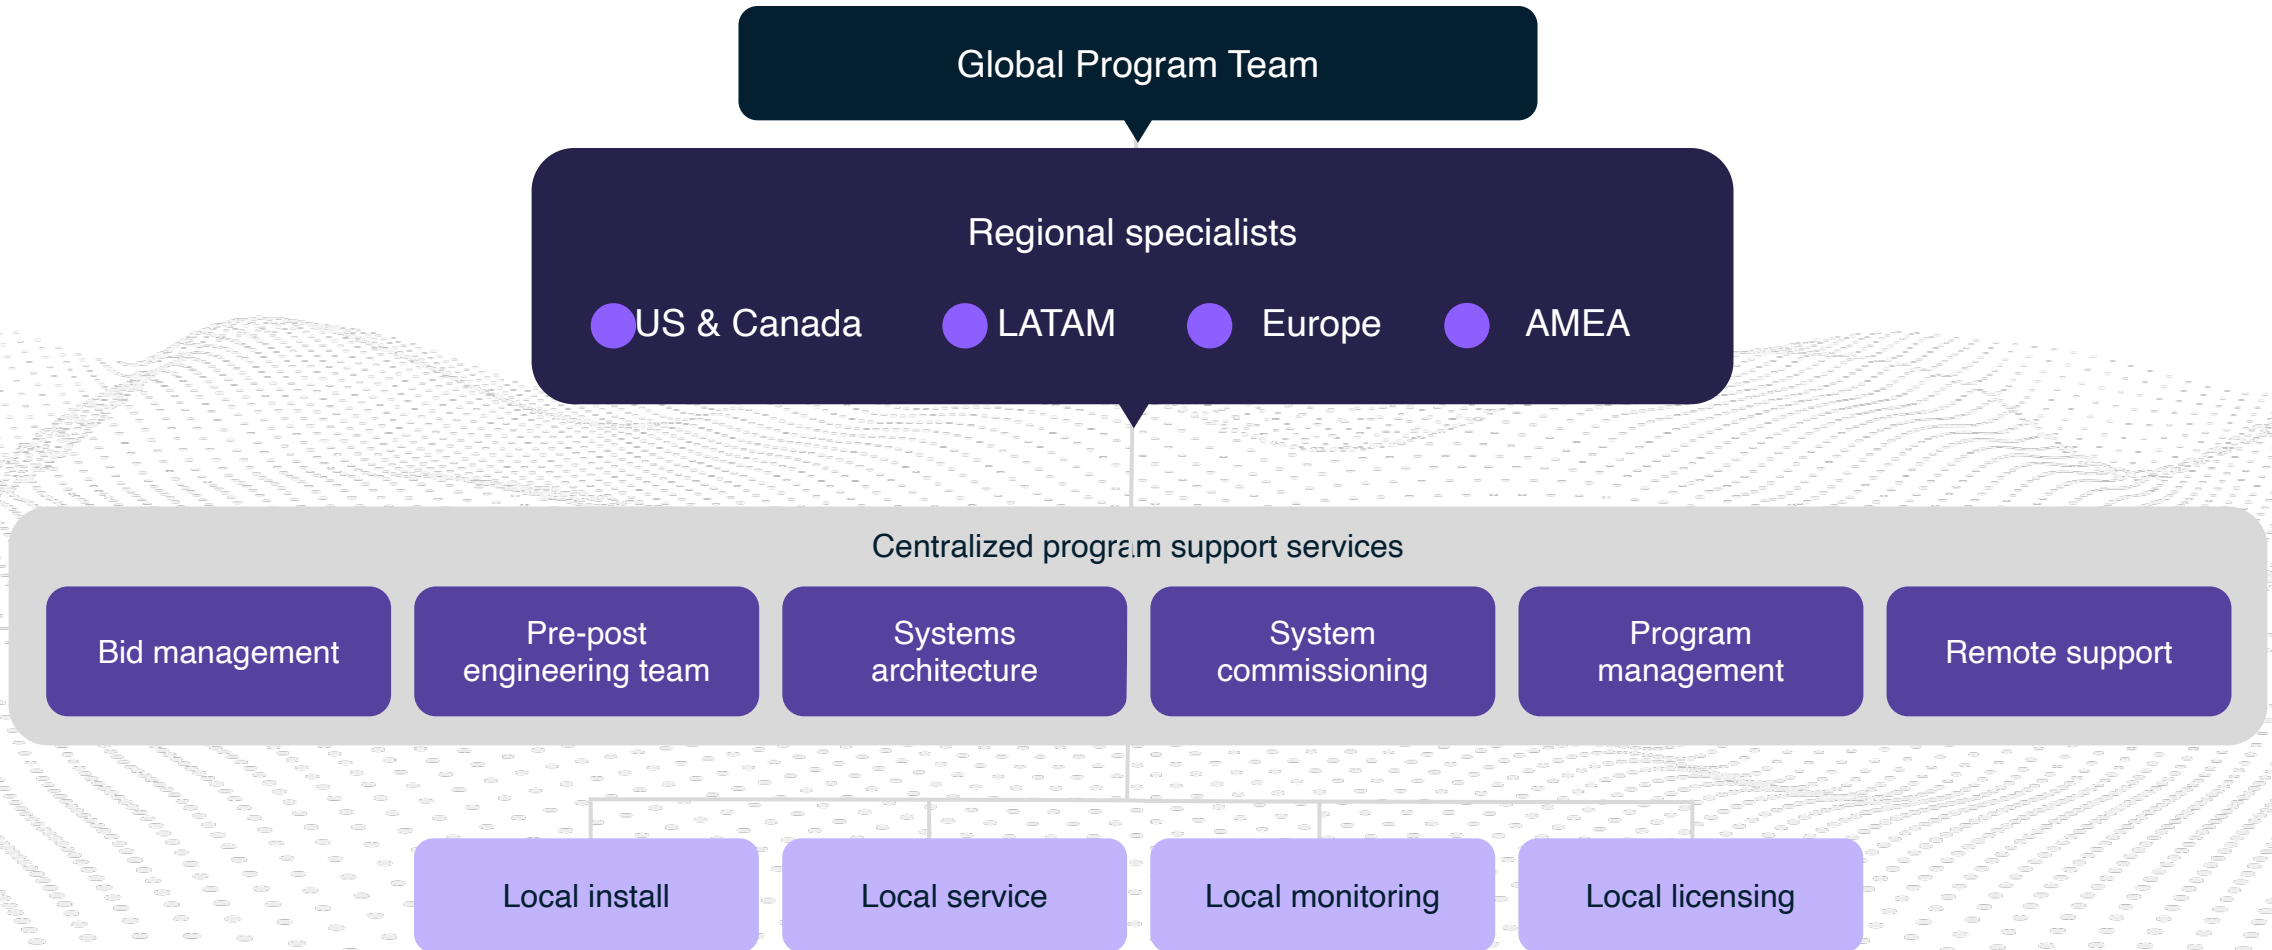 Global Program Team
Regional specialists
US & Canada
LATAM
Europe
AMEA
Centralized program support services
Bid management
Pre-post
engineering team
Systems
architecture
System
commissioning
Program
management
Remote support
Local install
Local service
Local monitoring
Local licensing